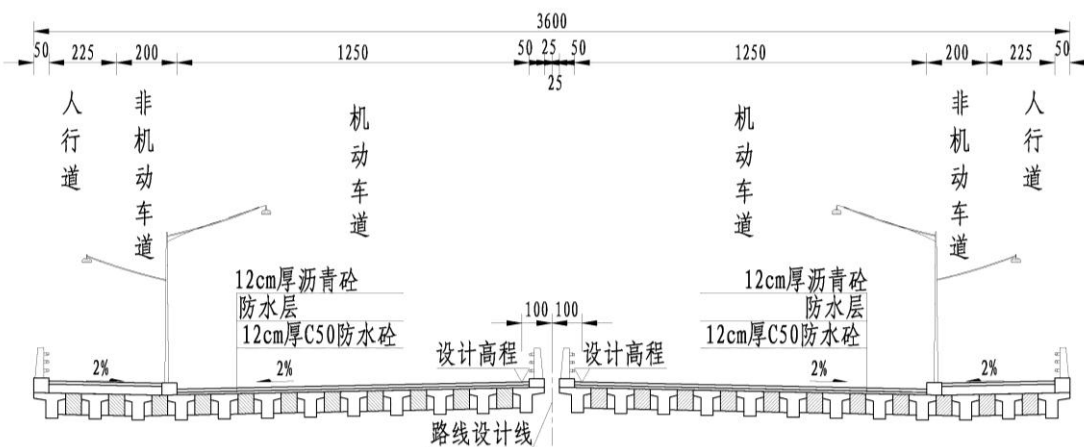 3600
50 225 200 1250 50 25 50 1250 200 225 50
25
人行道
非机动车道
机动车道
机动车道
非机动车道
人行道
12cm厚沥青砼
防水层
12cm厚C50防水砼
12cm厚沥青砼
防水层
12cm厚C50防水砼
100 100
设计高程 设计高程
2% 2% 2% 2%
路线设计线